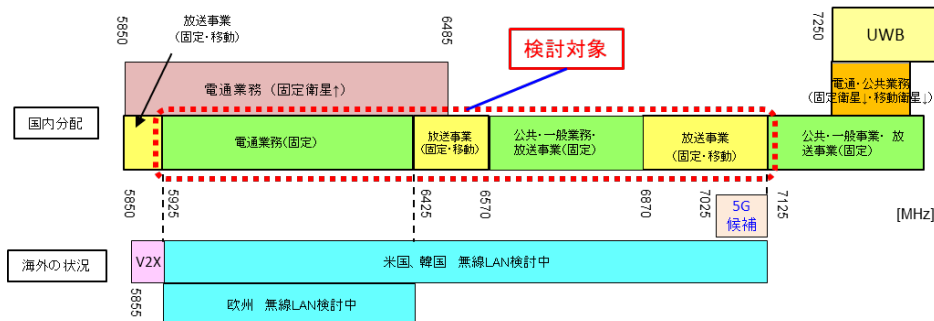 5850
放送事業
(固定・移動)
6485
検討対象
7250
UWB
電通業務 (固定衛星↑)
電通・公共業務
(固定衛星↓・移動衛星↓)
国内分配
電通業務(固定)
放送事業
(固定・移動)
公共・一般業務・
放送事業(固定)
放送事業
(固定・移動)
公共・一般事業・放
送事業(固定)
5850
5925
6425
6570
6870
7025
5G
候補
7125
[MHz]
海外の状況
V2X
米国、韓国 無線LAN検討中
5855
欧州 無線LAN検討中